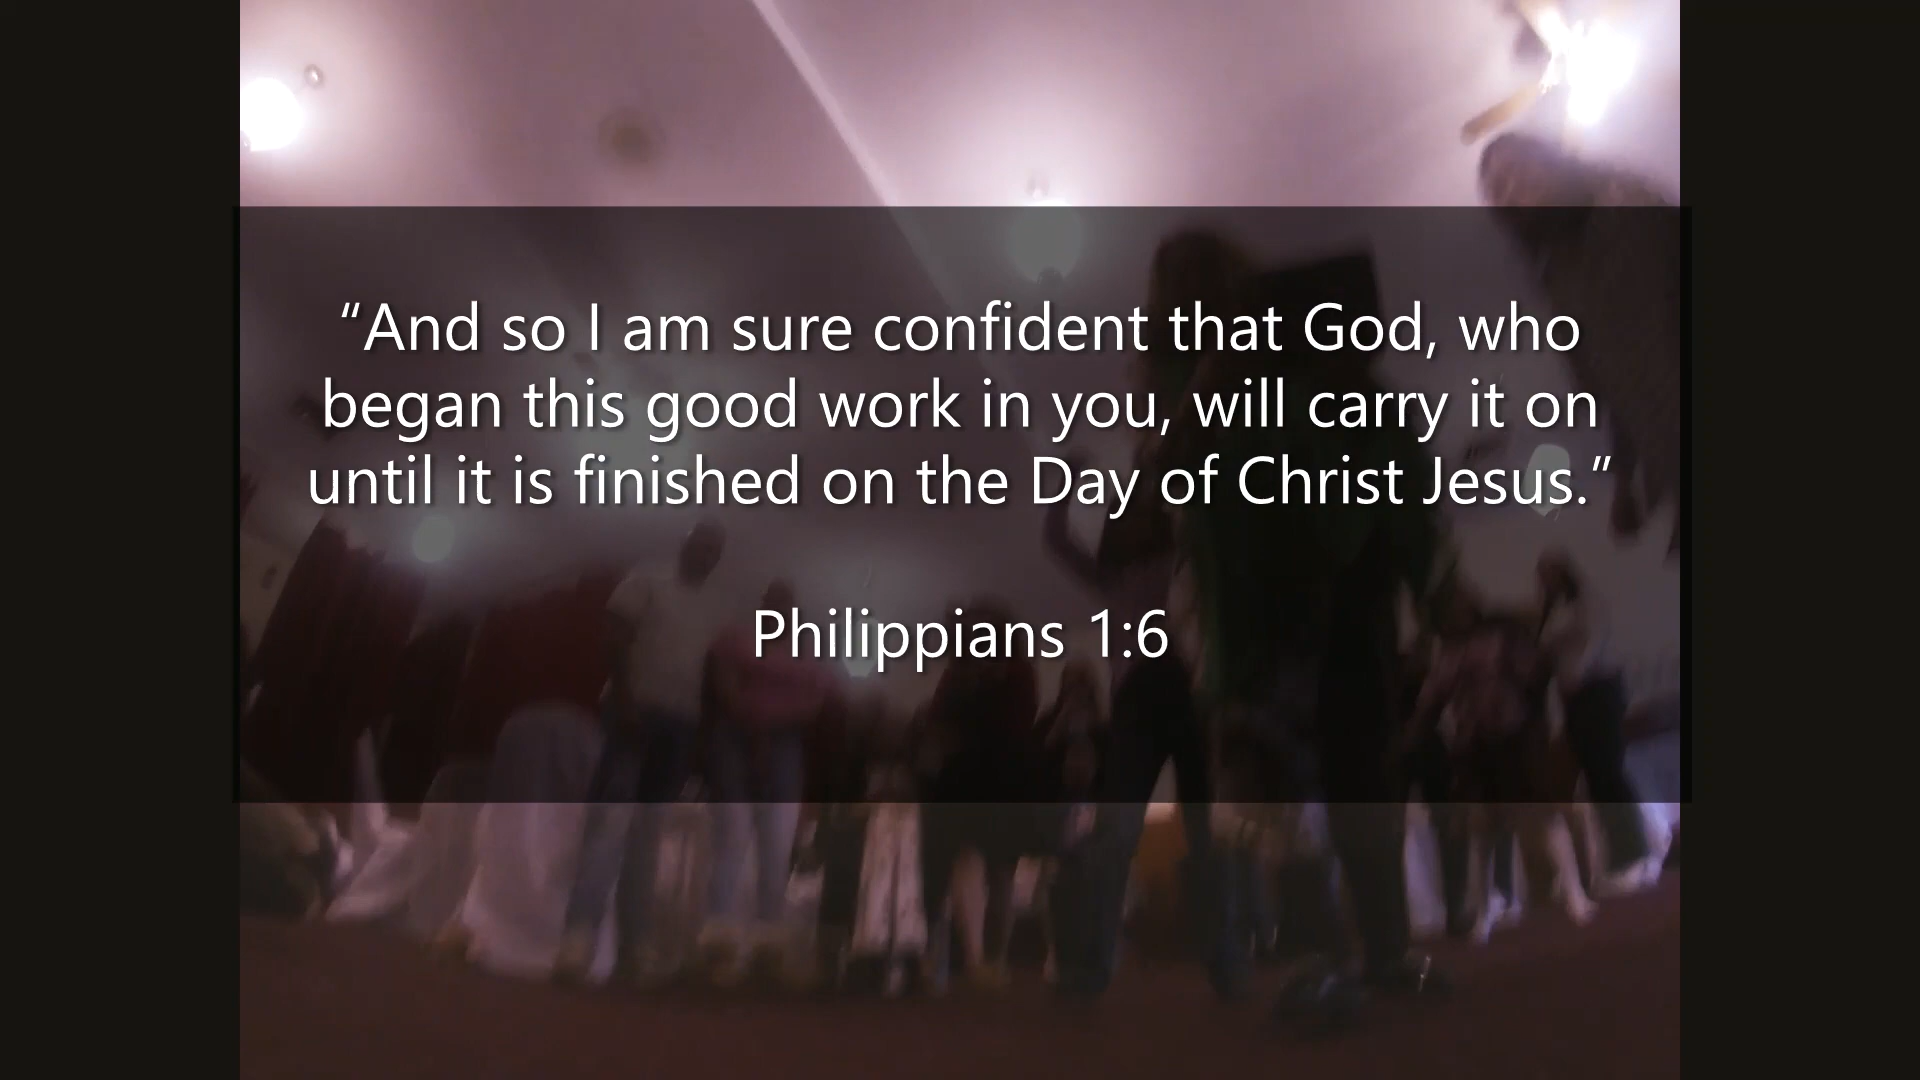 “And so I am sure confident that God, who
began this good work in you, will carry it on
until it is finished on the Day of Christ Jesus.”
Philippians 1:6